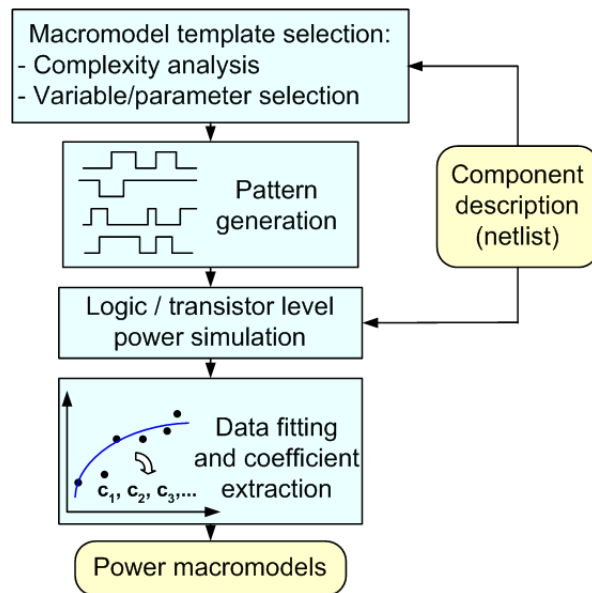 Macromodel template selection:
- Complexity analysis
- Variable/parameter selection
Pattern
generation
Component
description
(netlist)
Logic / transistor level
power simulation
Data fitting
and coefficient
extraction
c₁, c₂, c₃,...
Power macromodels